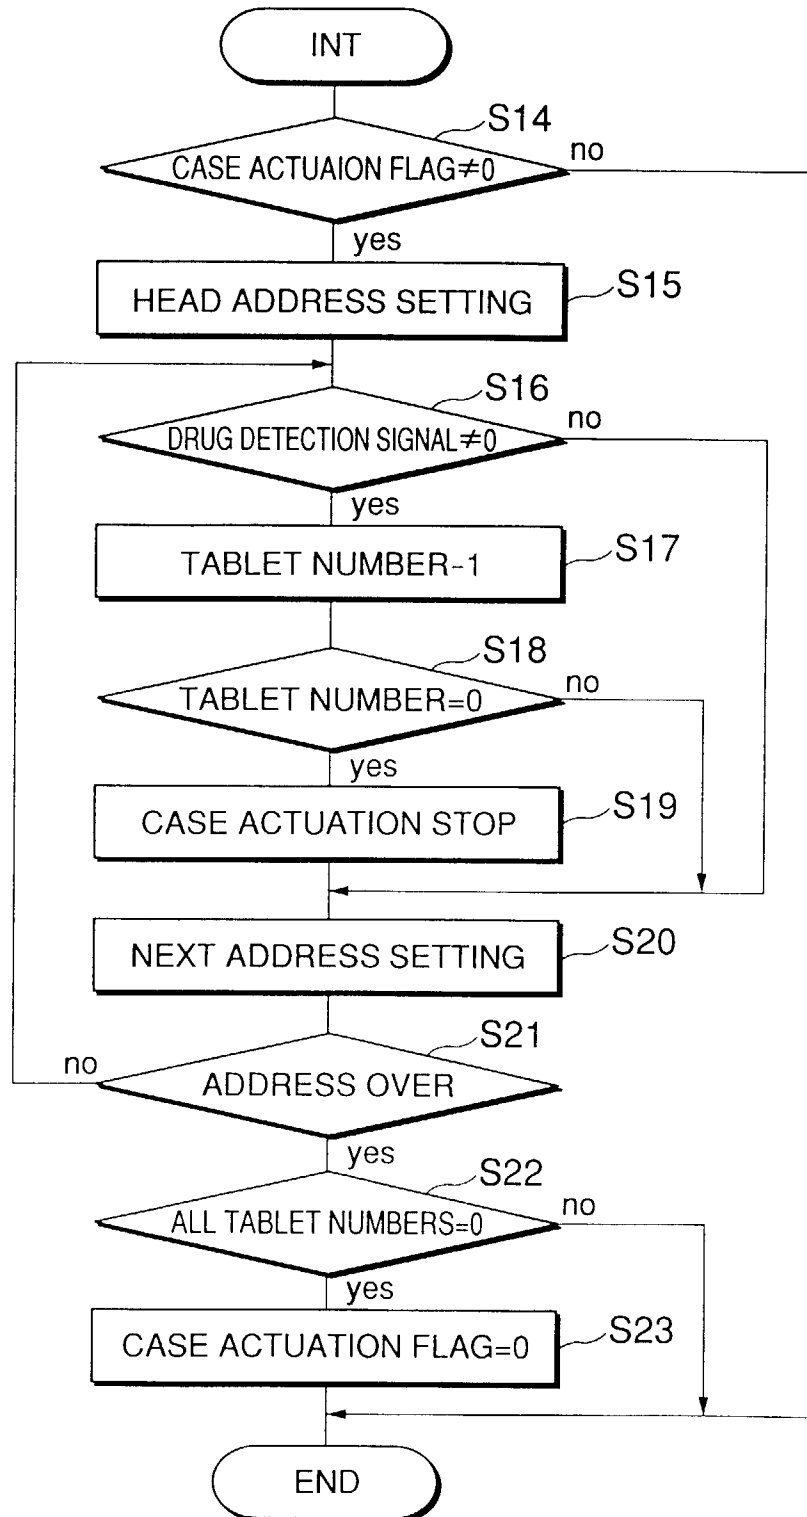 INT
S14
CASE ACTUAION FLAG≠0
no
yes
HEAD ADDRESS SETTING
S15
S16
DRUG DETECTION SIGNAL≠0
no
yes
TABLET NUMBER-1
S17
S18
TABLET NUMBER=0
no
yes
CASE ACTUATION STOP
S19
NEXT ADDRESS SETTING
S20
S21
no
ADDRESS OVER
yes
S22
ALL TABLET NUMBERS=0
no
yes
CASE ACTUATION FLAG=0
S23
END